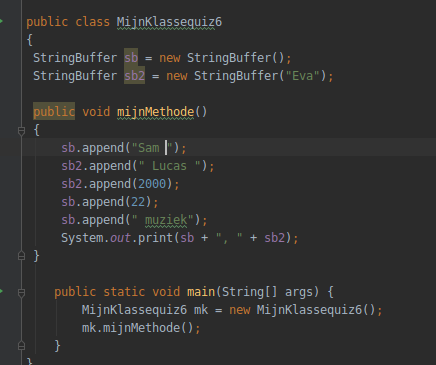 public class MijnKlassequiz6
{
StringBuffer sb = new StringBuffer();
StringBuffer sb2 = new StringBuffer("Eva");
public void mijnMethode()
{
sb.append("Sam ");
sb2.append(" Lucas ");
sb2.append(2000);
sb.append(22);
sb.append(" muziek");
System.out.print(sb + ", " + sb2);
}
public static void main(String[] args) {
MijnKlassequiz6 mk = new MijnKlassequiz6();
mk.mijnMethode();
}
}